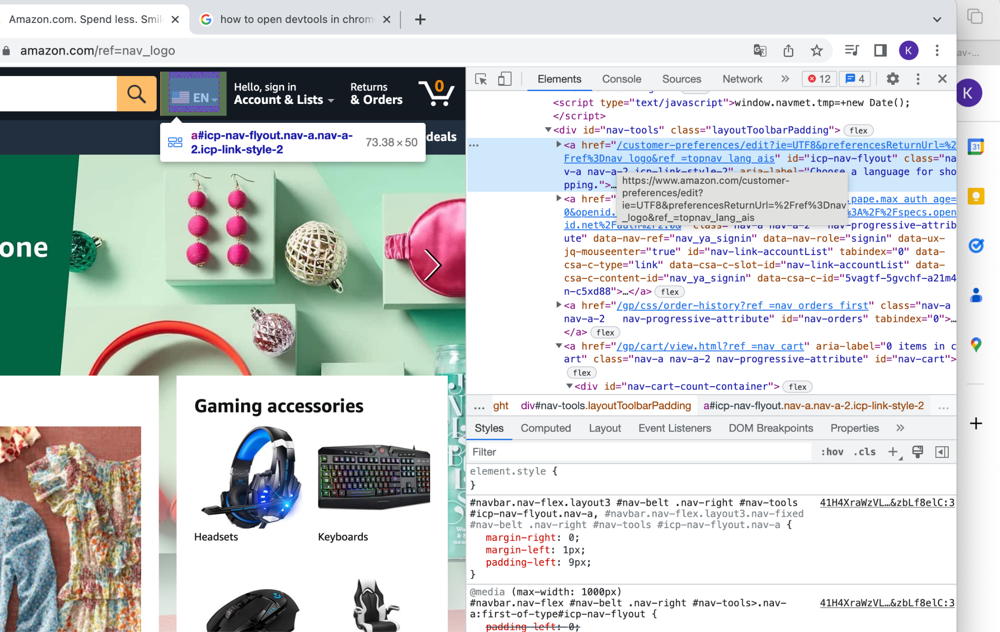 Amazon.com. Spend less. Smil
how to open devtools in chrom
amazon.com/ref=nav_logo
K
av-...
EN
Hello, sign in
Account & Lists
Returns
& Orders
0
a#icp-nav-flyout.nav-a.nav-a-
2.icp-link-style-2
73.38×50
deals
one
Gaming accessories
Headsets
Keyboards
Elements Console Sources Network 12 4
<script type="text/javascript">window.navmet.tmp=+new Date();
</script>
<div id="nav-tools" class="layoutToolbarPadding"> flex
<a href="/customer-preferences/edit?ie=UTF8&preferencesReturnUrl=%2
Fref%3Dnav_logo&ref_=topnav_lang_ais" id="icp-nav-flyout" class="na
v-a nav-a-2 icp-link-style-2" aria-label="Choose a language for sho
pping.">…
https://www.amazon.com/customer-
preferences/edit?
ie=UTF8&preferencesReturnUrl=%2Fref%3Dnav
_logo&ref_=topnav_lang_ais
<a href=" .pape.max_auth_age=
0&openid. %3A%2F%2Fspecs.open
id.net%2Fauth%2F2.0&" class="nav-a nav-a-2 nav-progressive-attrib
ute" data-nav-ref="nav_ya_signin" data-nav-role="signin" data-ux-
jq-mouseenter="true" id="nav-link-accountList" tabindex="0" data-
csa-c-type="link" data-csa-c-slot-id="nav-link-accountList" data-
csa-c-content-id="nav_ya_signin" data-csa-c-id="5vagtf-5gvchf-a21m4
n-c5xd88">…</a> flex
<a href="/gp/css/order-history?ref_=nav_orders_first" class="nav-a
nav-a-2 nav-progressive-attribute" id="nav-orders" tabindex="0">…
</a> flex
<a href="/gp/cart/view.html?ref_=nav_cart" aria-label="0 items in c
art" class="nav-a nav-a-2 nav-progressive-attribute" id="nav-cart">
flex
<div id="nav-cart-count-container"> flex
... ght div#nav-tools.layoutToolbarPadding a#icp-nav-flyout.nav-a.nav-a-2.icp-link-style-2 ...
Styles Computed Layout Event Listeners DOM Breakpoints Properties
Filter :hov .cls
element.style {
}
#navbar.nav-flex.layout3 #nav-belt .nav-right #nav-tools 41H4XraWzVL…&zbLf8elC:3
#icp-nav-flyout.nav-a, #navbar.nav-flex.layout3.nav-fixed
#nav-belt .nav-right #nav-tools #icp-nav-flyout.nav-a {
margin-right: 0;
margin-left: 1px;
padding-left: 9px;
}
@media (max-width: 1000px)
#navbar.nav-flex #nav-belt .nav-right #nav-tools>.nav- 41H4XraWzVL…&zbLf8elC:3
a:first-of-type#icp-nav-flyout {
padding-left: 0;
K
31